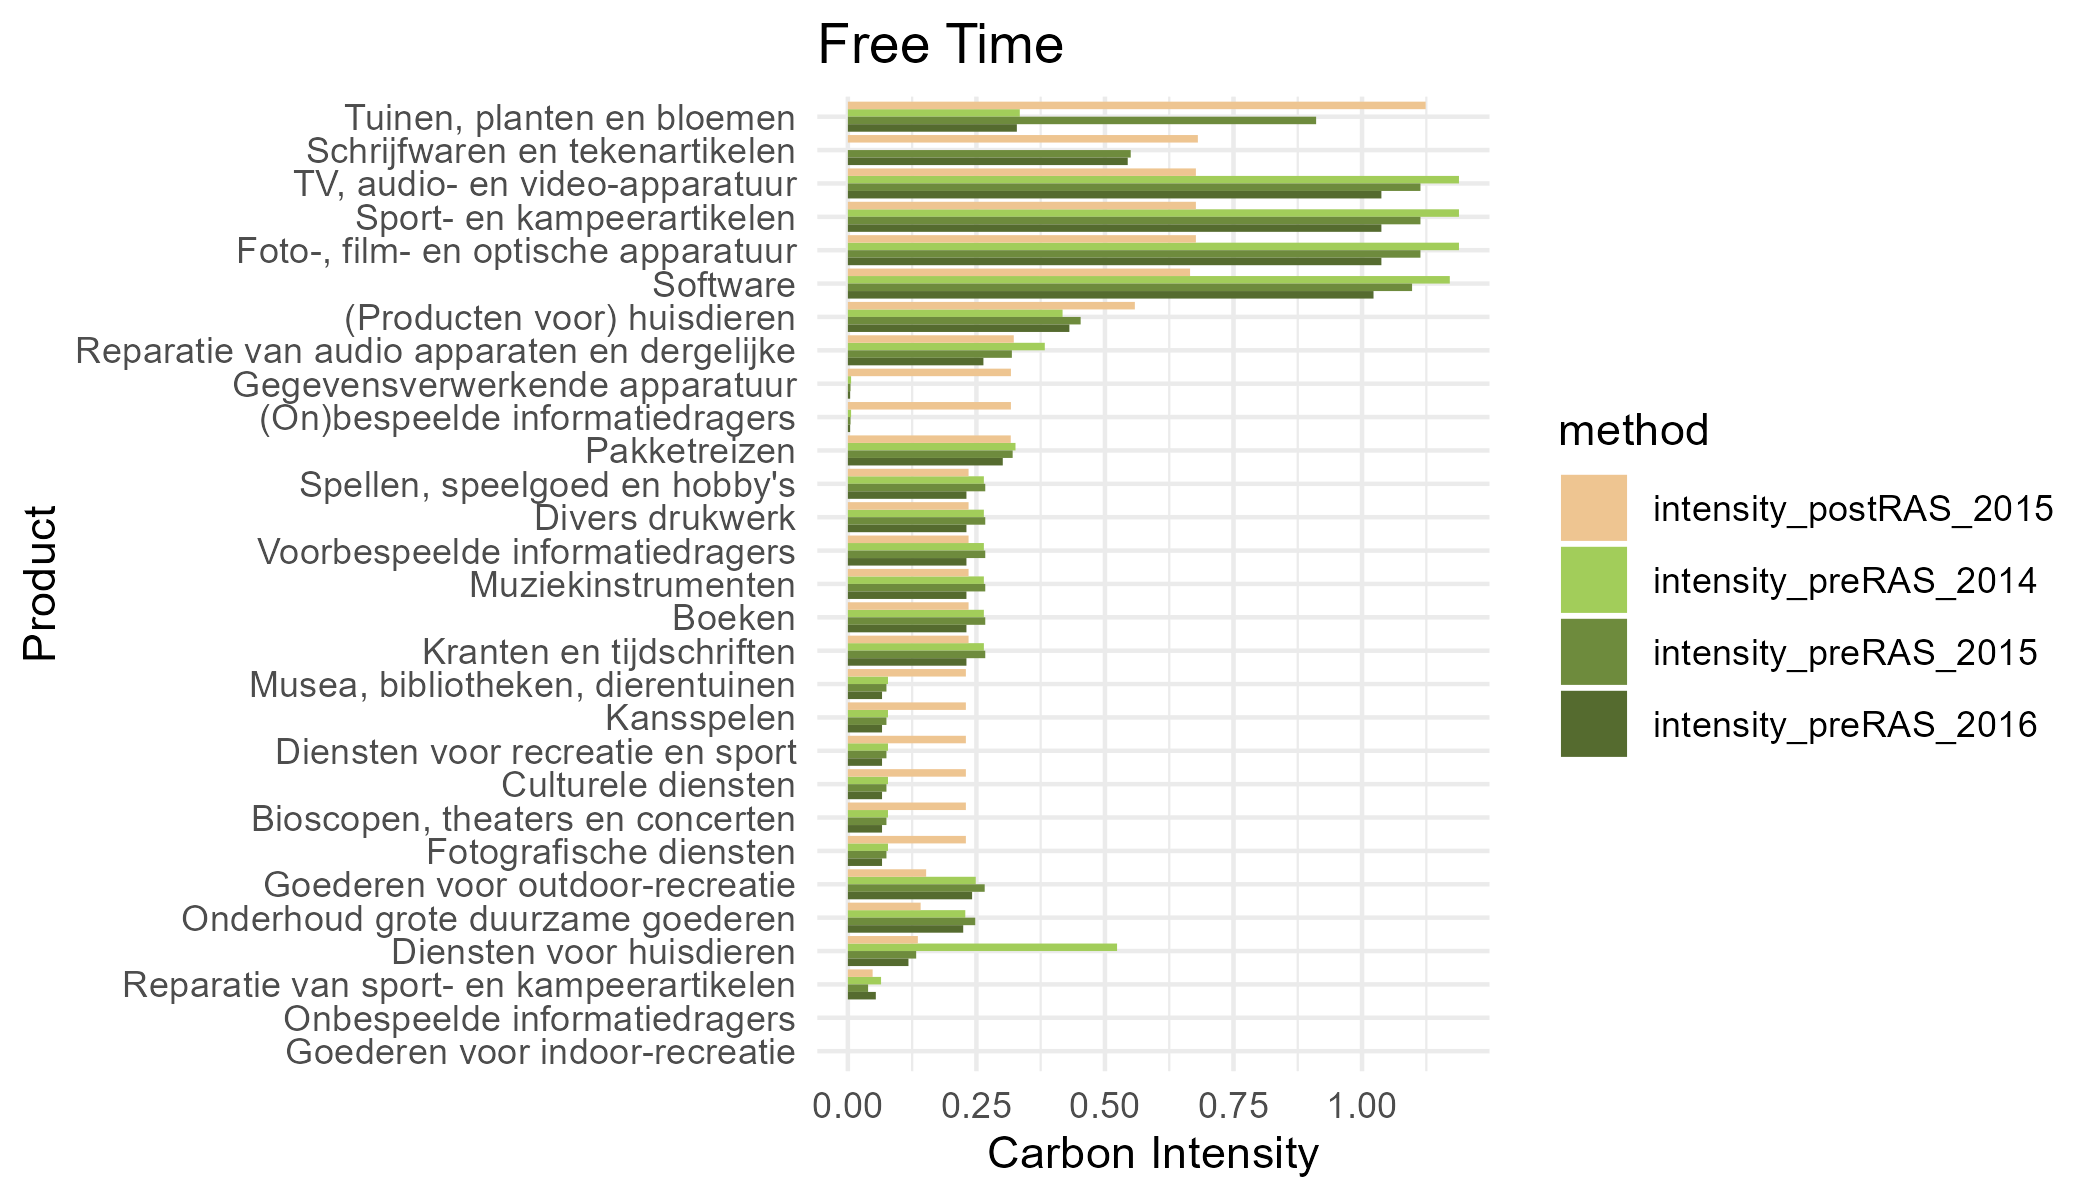 Free Time
Product
Tuinen, planten en bloemen
Schrijfwaren en tekenartikelen
TV, audio- en video-apparatuur
Sport- en kampeerartikelen
Foto-, film- en optische apparatuur
Software
(Producten voor) huisdieren
Reparatie van audio apparaten en dergelijke
Gegevensverwerkende apparatuur
(On)bespeelde informatiedragers
Pakketreizen
Spellen, speelgoed en hobby's
Divers drukwerk
Voorbespeelde informatiedragers
Muziekinstrumenten
Boeken
Kranten en tijdschriften
Musea, bibliotheken, dierentuinen
Kansspelen
Diensten voor recreatie en sport
Culturele diensten
Bioscopen, theaters en concerten
Fotografische diensten
Goederen voor outdoor-recreatie
Onderhoud grote duurzame goederen
Diensten voor huisdieren
Reparatie van sport- en kampeerartikelen
Onbespeelde informatiedragers
Goederen voor indoor-recreatie
0.00 0.25 0.50 0.75 1.00
Carbon Intensity
method
intensity_postRAS_2015
intensity_preRAS_2014
intensity_preRAS_2015
intensity_preRAS_2016